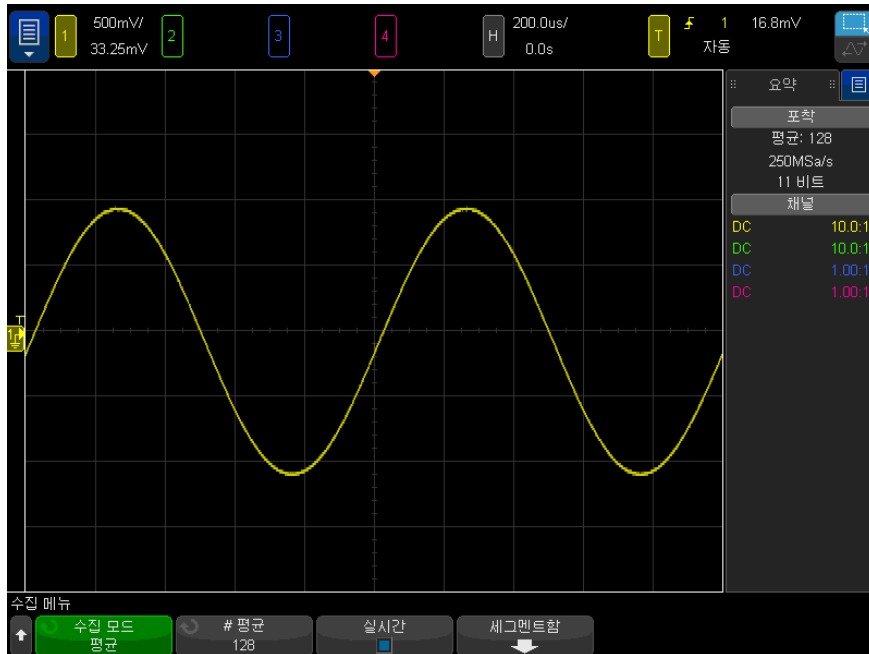 1 500mV/ 2 3 4 H 200.0us/ T 1 16.8mV
33.25mV 0.0s 자동
요약
포착
평균: 128
250MSa/s
11 비트
채널
DC 10.0:1
DC 10.0:1
DC 1.00:1
DC 1.00:1
T
1
수집 메뉴
수집 모드 # 평균 실시간 세그멘트함
평균 128